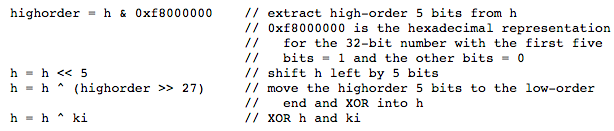 highorder = h & 0xf8000000    // extract high-order 5 bits from h
                              // 0xf8000000 is the hexadecimal representation
                              //   for the 32-bit number with the first five
                              //   bits = 1 and the other bits = 0
h = h << 5                    // shift h left by 5 bits
h = h ^ (highorder >> 27)     // move the highorder 5 bits to the low-order
                              //   end and XOR into h
h = h ^ ki                    // XOR h and ki